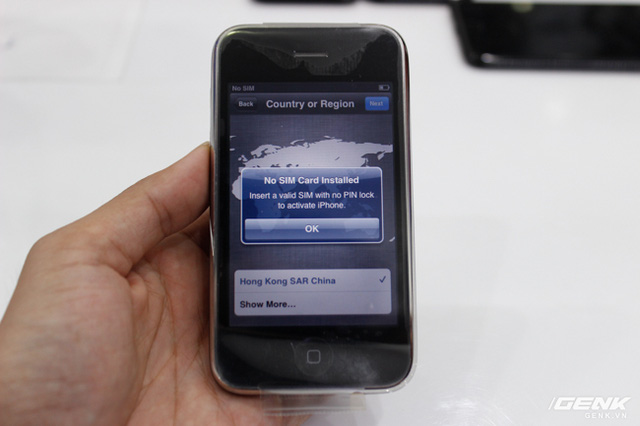 No SIM
Back Country or Region Next
No SIM Card Installed
Insert a valid SIM with no PIN lock
to activate iPhone.
OK
Hong Kong SAR China
Show More...
GENK
GENK.VN